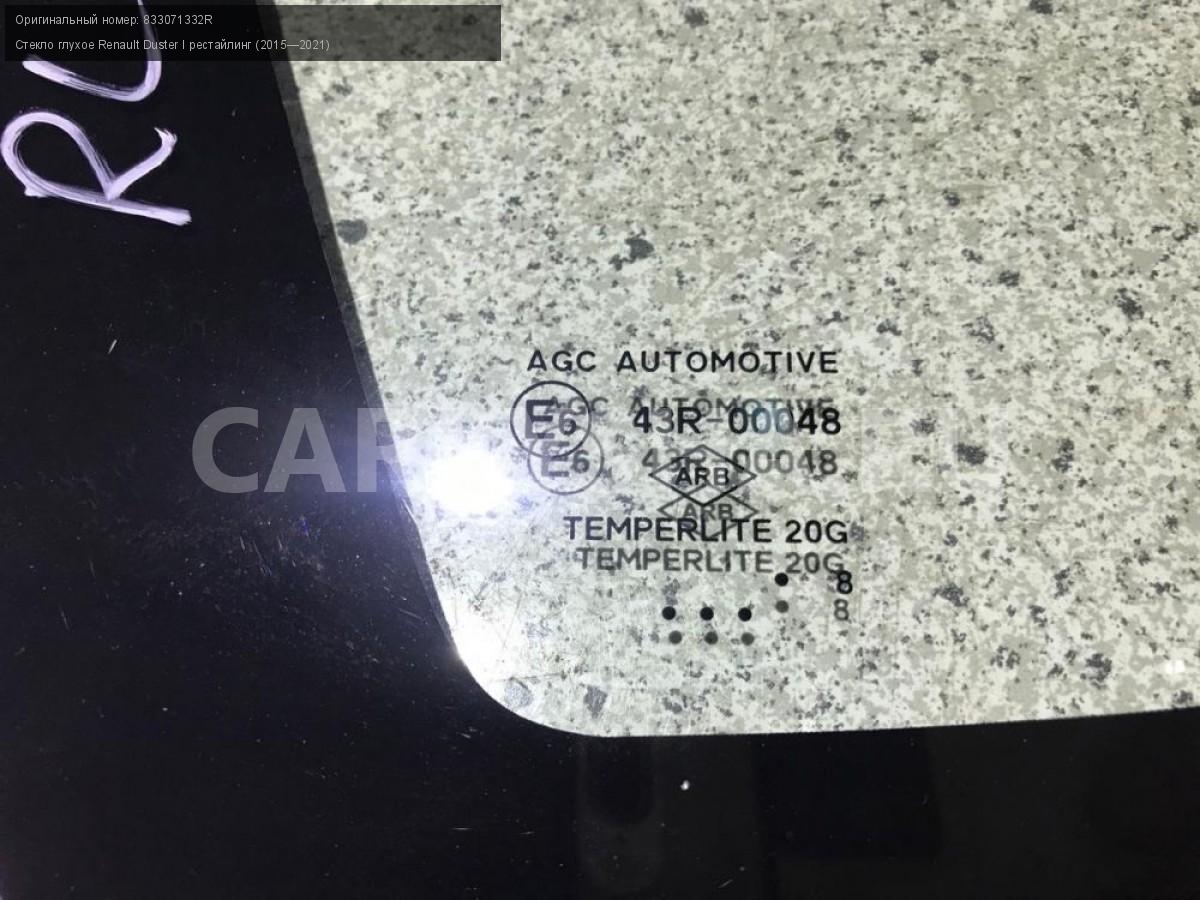 Оригинальный номер: 833071332R
Стекло глухое Renault Duster I рестайлинг (2015—2021)
AGC AUTOMOTIVE
E6 43R-00048
ARB
TEMPERLITE 20G
8